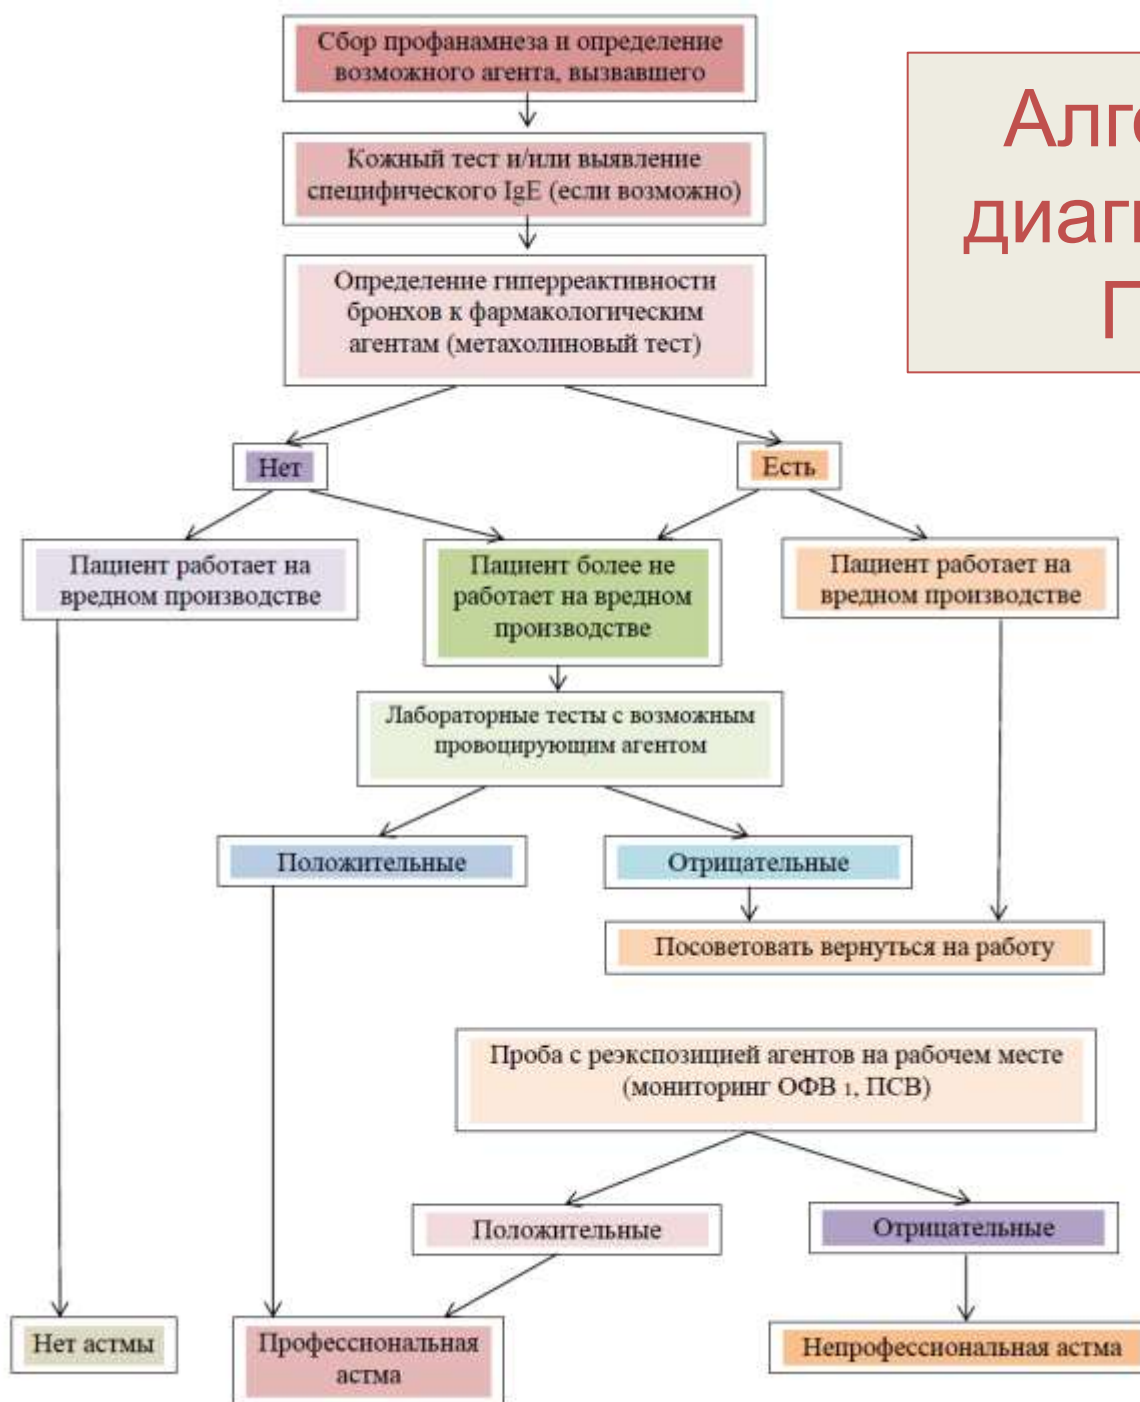 Сбор профанамнеза и определение
возможного агента, вызвавшего
Кожный тест и/или выявление
специфического IgE (если возможно)
Определение гиперреактивности
бронхов к фармакологическим
агентам (метахолиновый тест)
Нет
Есть
Пациент работает на
вредном производстве
Пациент более не
работает на вредном
производстве
Пациент работает на
вредном производстве
Лабораторные тесты с возможным
провоцирующим агентом
Положительные
Отрицательные
Посоветовать вернуться на работу
Проба с реэкспозицией агентов на рабочем месте
(мониторинг ОФВ 1, ПСВ)
Положительные
Отрицательные
Нет астмы
Профессиональная
астма
Непрофессиональная астма